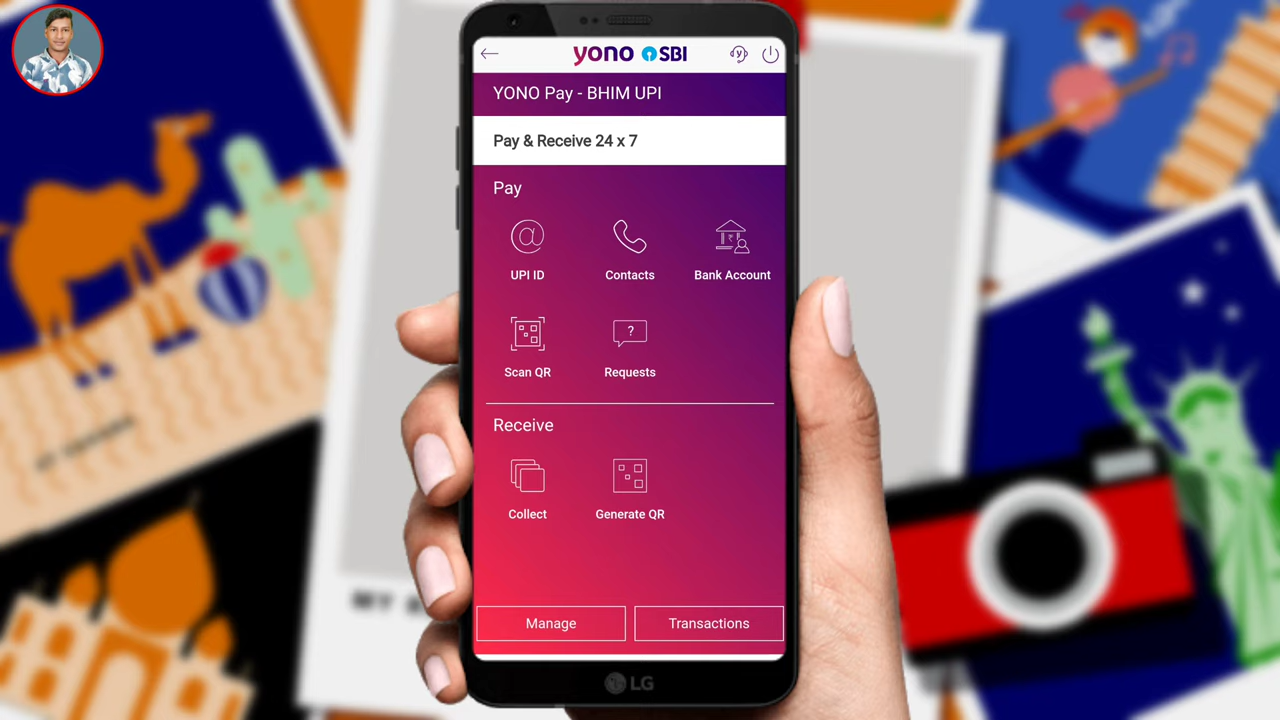 yono SBI
YONO Pay - BHIM UPI
Pay & Receive 24 x 7
Pay
@
UPI ID
Contacts
₹
Bank Account
Scan QR
?
Requests
Receive
Collect
Generate QR
Manage
Transactions
LG